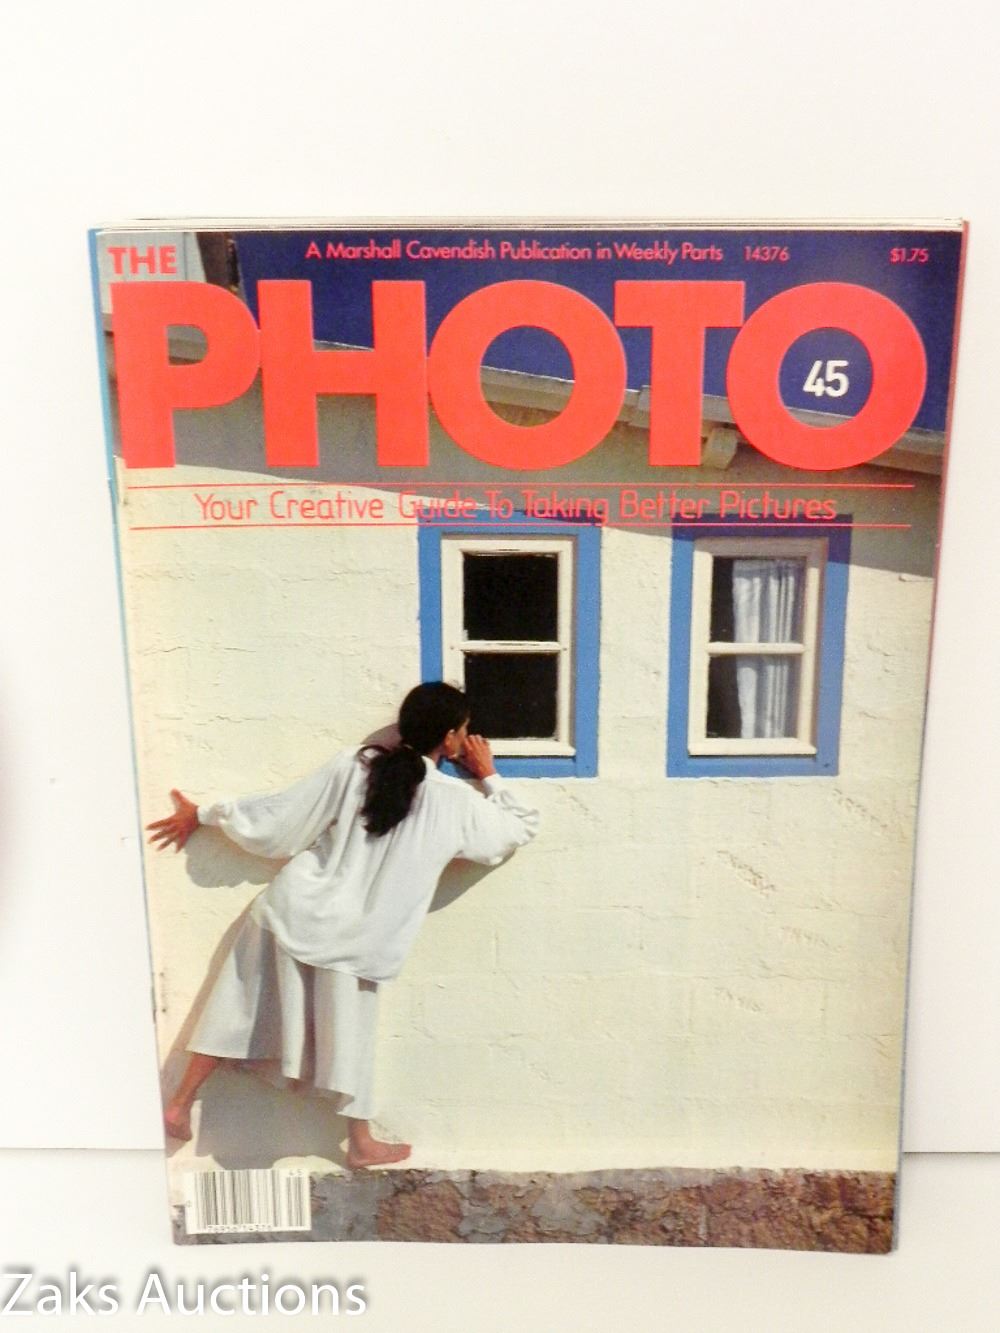 THE
A Marshall Cavendish Publication in Weekly Parts 14376 $1.75
PHOTO
45
Your Creative Guide To Taking Better Pictures
45
Zaks Auctions